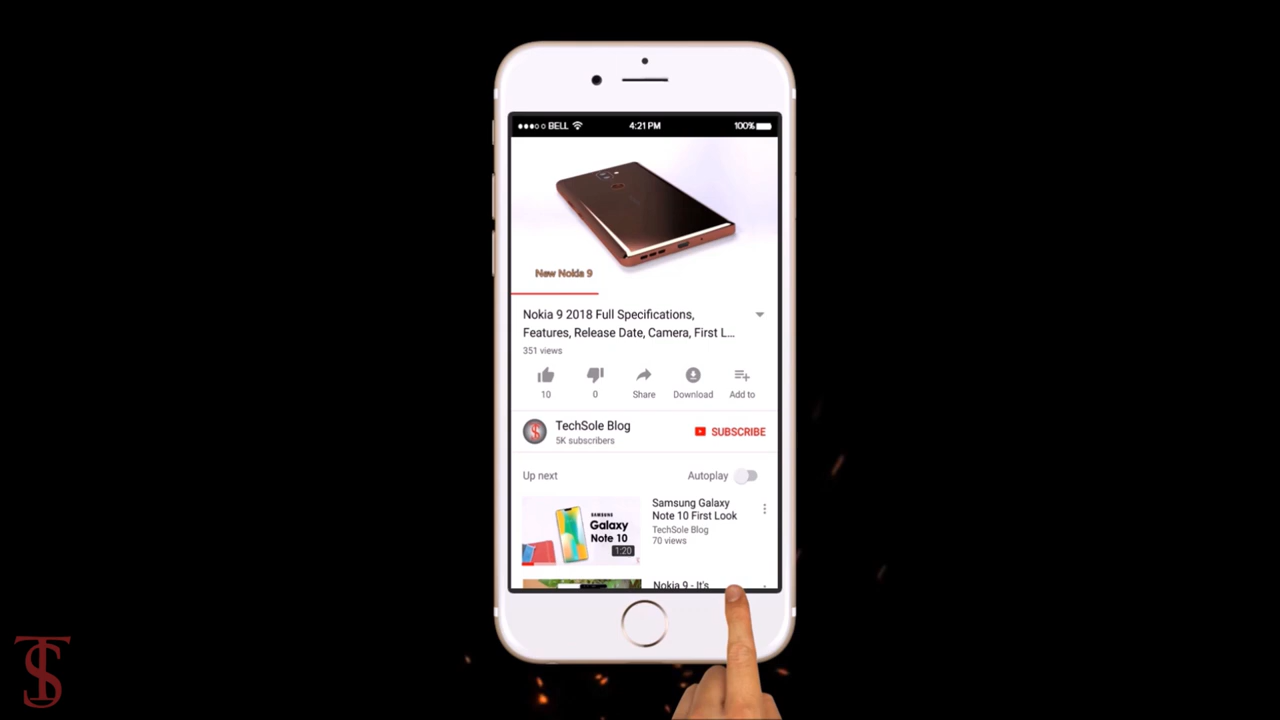 BELL
4:21 PM
100%
New Nokia 9
Nokia 9 2018 Full Specifications,
Features, Release Date, Camera, First L...
351 views
10
0
Share
Download
Add to
TechSole Blog
5K subscribers
SUBSCRIBE
Up next
Autoplay
SAMSUNG
Galaxy
Note 10
1:20
Samsung Galaxy
Note 10 First Look
TechSole Blog
70 views
Nokia 9 - It's
TS